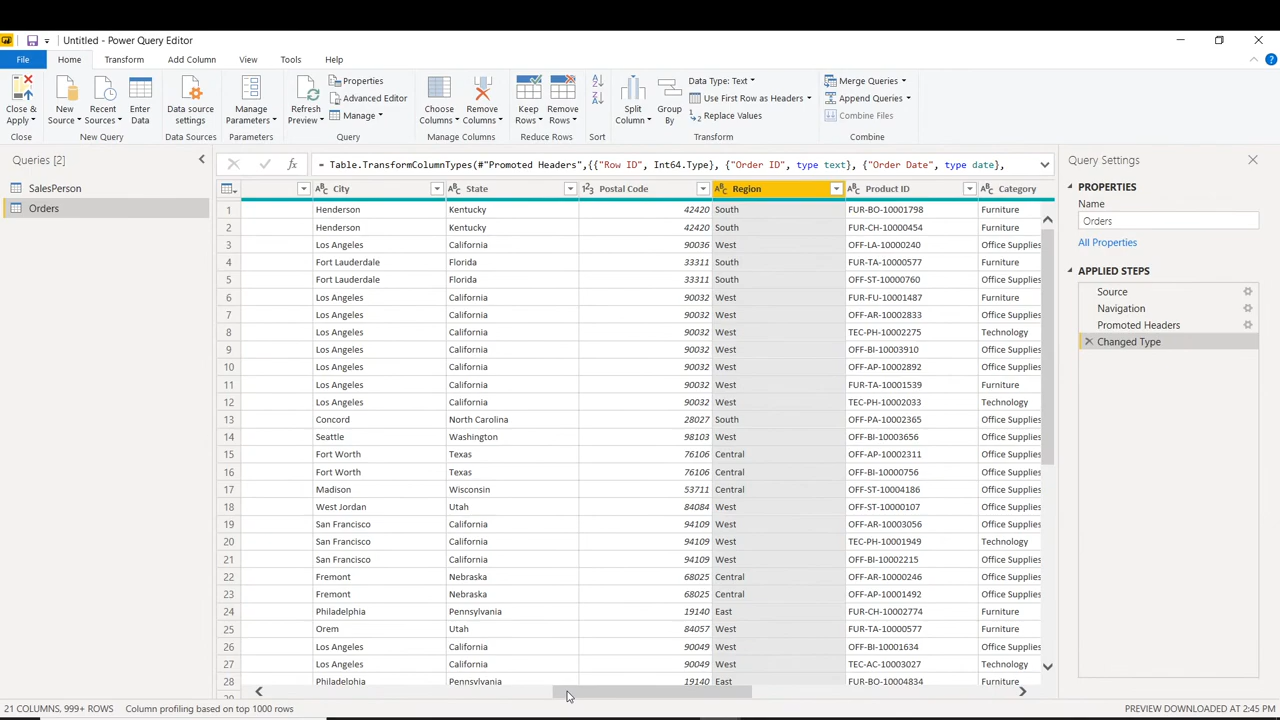 Untitled - Power Query Editor
File Home Transform Add Column View Tools Help
Close & Apply
New Source
Recent Sources
Enter Data
Data source settings
Manage Parameters
Refresh Preview
Properties
Advanced Editor
Manage
Choose Columns
Remove Columns
Keep Rows
Remove Rows
Split Column
Group By
Data Type: Text
Use First Row as Headers
Replace Values
Merge Queries
Append Queries
Combine Files
Close New Query Data Sources Parameters Query Manage Columns Reduce Rows Sort Transform Combine
Queries [2]
SalesPerson
Orders
= Table.TransformColumnTypes(#"Promoted Headers",{{"Row ID", Int64.Type}, {"Order ID", type text}, {"Order Date", type date},
City State Postal Code Region Product ID Category
1 Henderson Kentucky 42420 South FUR-BO-10001798 Furniture
2 Henderson Kentucky 42420 South FUR-CH-10000454 Furniture
3 Los Angeles California 90036 West OFF-LA-10000240 Office Supplies
4 Fort Lauderdale Florida 33311 South FUR-TA-10000577 Furniture
5 Fort Lauderdale Florida 33311 South OFF-ST-10000760 Office Supplies
6 Los Angeles California 90032 West FUR-FU-10001487 Furniture
7 Los Angeles California 90032 West OFF-AR-10002833 Office Supplies
8 Los Angeles California 90032 West TEC-PH-10002275 Technology
9 Los Angeles California 90032 West OFF-BI-10003910 Office Supplies
10 Los Angeles California 90032 West OFF-AP-10002892 Office Supplies
11 Los Angeles California 90032 West FUR-TA-10001539 Furniture
12 Los Angeles California 90032 West TEC-PH-10002033 Technology
13 Concord North Carolina 28027 South OFF-PA-10002365 Office Supplies
14 Seattle Washington 98103 West OFF-BI-10003656 Office Supplies
15 Fort Worth Texas 76106 Central OFF-AP-10002311 Office Supplies
16 Fort Worth Texas 76106 Central OFF-BI-10000756 Office Supplies
17 Madison Wisconsin 53711 Central OFF-ST-10004186 Office Supplies
18 West Jordan Utah 84084 West OFF-ST-10000107 Office Supplies
19 San Francisco California 94109 West OFF-AR-10003056 Office Supplies
20 San Francisco California 94109 West TEC-PH-10001949 Technology
21 San Francisco California 94109 West OFF-BI-10002215 Office Supplies
22 Fremont Nebraska 68025 Central OFF-AR-10000246 Office Supplies
23 Fremont Nebraska 68025 Central OFF-AP-10001492 Office Supplies
24 Philadelphia Pennsylvania 19140 East FUR-CH-10002774 Furniture
25 Orem Utah 84057 West FUR-TA-10000577 Furniture
26 Los Angeles California 90049 West OFF-BI-10001634 Office Supplies
27 Los Angeles California 90049 West TEC-AC-10003027 Technology
28 Philadelphia Pennsylvania 19140 East FUR-BO-10004834 Furniture
Query Settings
PROPERTIES
Name
Orders
All Properties
APPLIED STEPS
Source
Navigation
Promoted Headers
Changed Type
21 COLUMNS, 999+ ROWS Column profiling based on top 1000 rows PREVIEW DOWNLOADED AT 2:45 PM